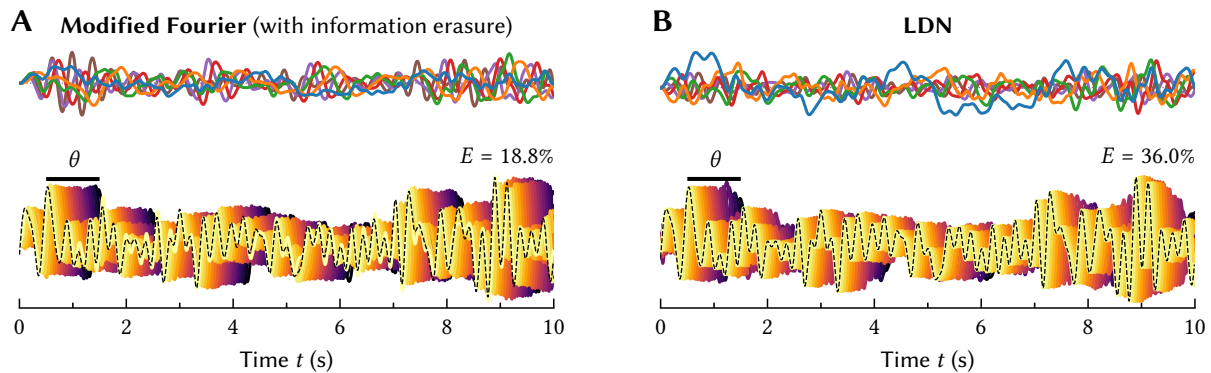 A Modified Fourier (with information erasure)
θ
E = 18.8%
0 2 4 6 8 10
Time t (s)
B LDN
θ
E = 36.0%
0 2 4 6 8 10
Time t (s)